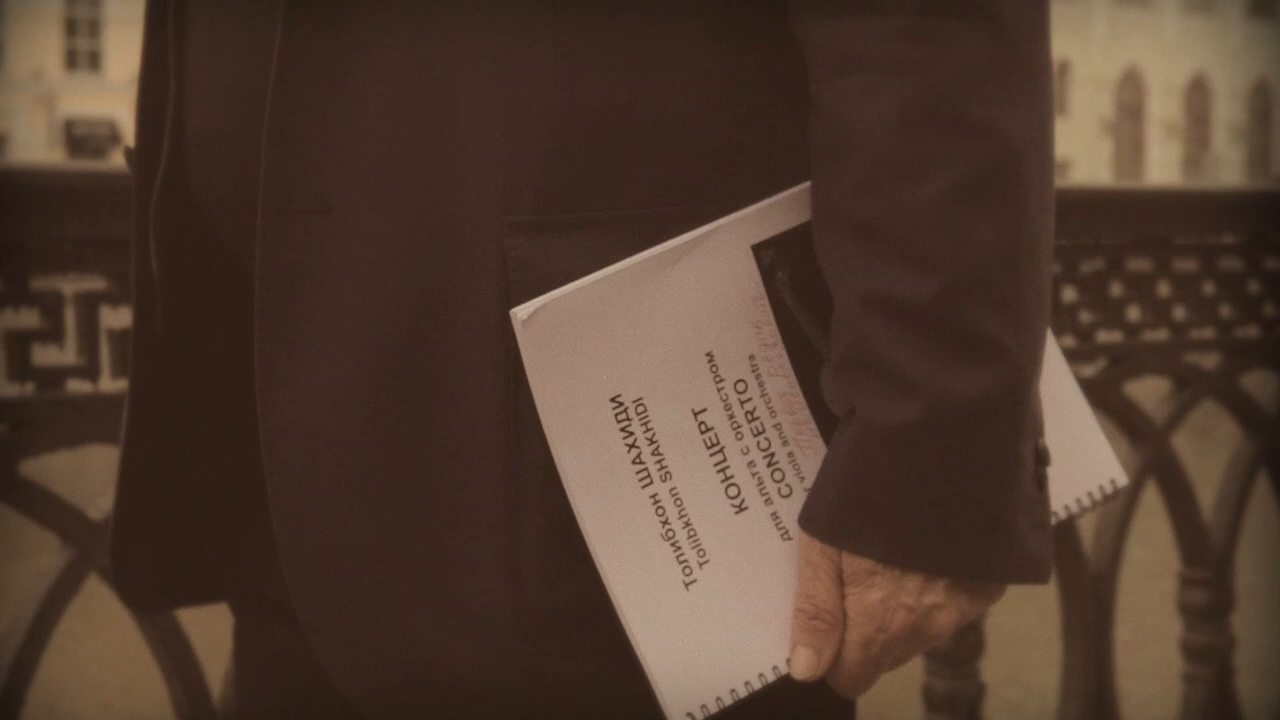 Толибхон ШАХИДИ
Tolibkhon SHAKHIDI
КОНЦЕРТ
для альта с оркестром
CONCERTO
viola and orchestra